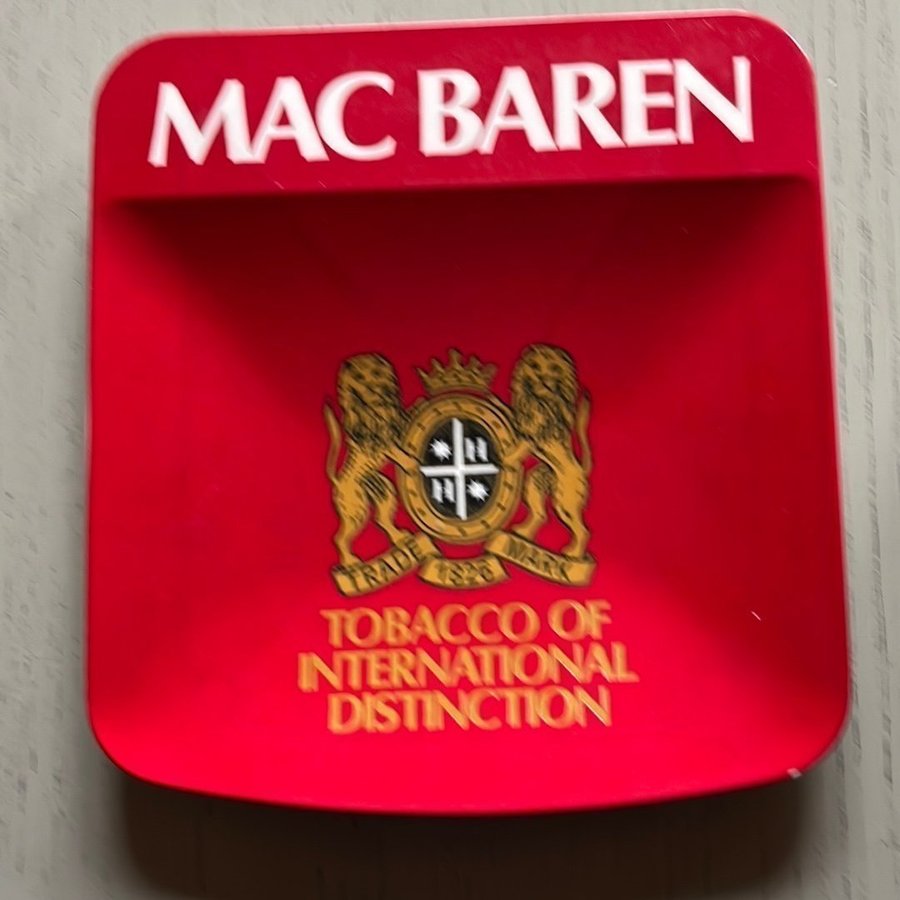 MAC BAREN
H
H
TRADE 1826 MARK
TOBACCO OF
INTERNATIONAL
DISTINCTION